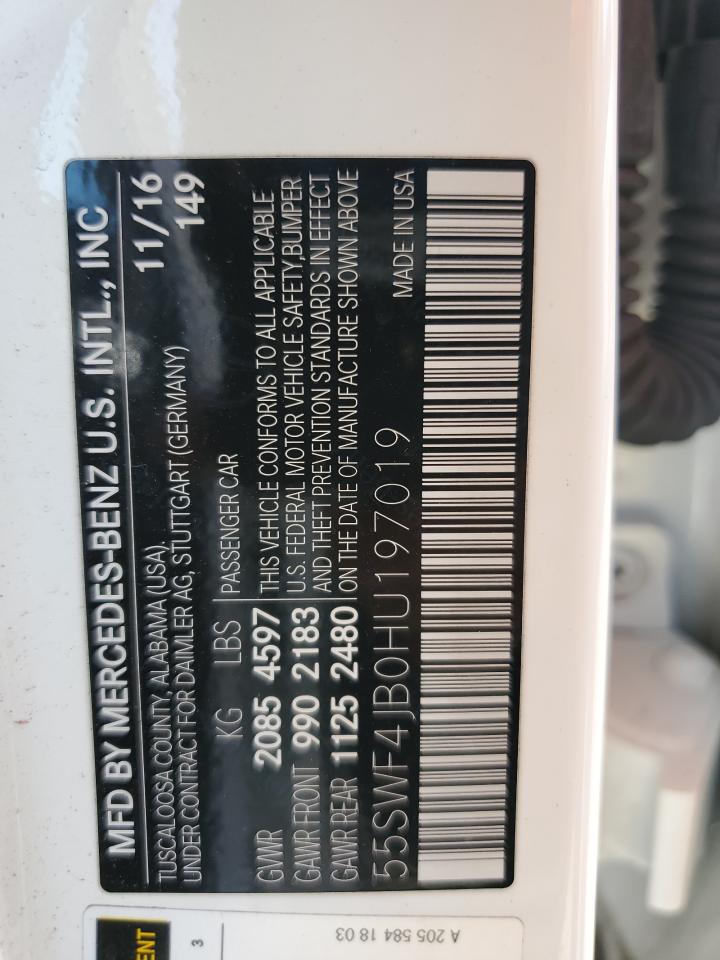 MFD BY MERCEDES-BENZ U.S. INTL., INC
TUSCALOOSA COUNTY, ALABAMA (USA), 11/16
UNDER CONTRACT FOR DAIMLER AG, STUTTGART (GERMANY) 149
KG LBS PASSENGER CAR
GVWR 2085 4597 THIS VEHICLE CONFORMS TO ALL APPLICABLE
GAWR FRONT 990 2183 U.S. FEDERAL MOTOR VEHICLE SAFETY,BUMPER
AND THEFT PREVENTION STANDARDS IN EFFECT
GAWR REAR 1125 2480 ON THE DATE OF MANUFACTURE SHOWN ABOVE
55SWF4JB0HU197019 MADE IN USA
ENT
3
A 205 584 18 03